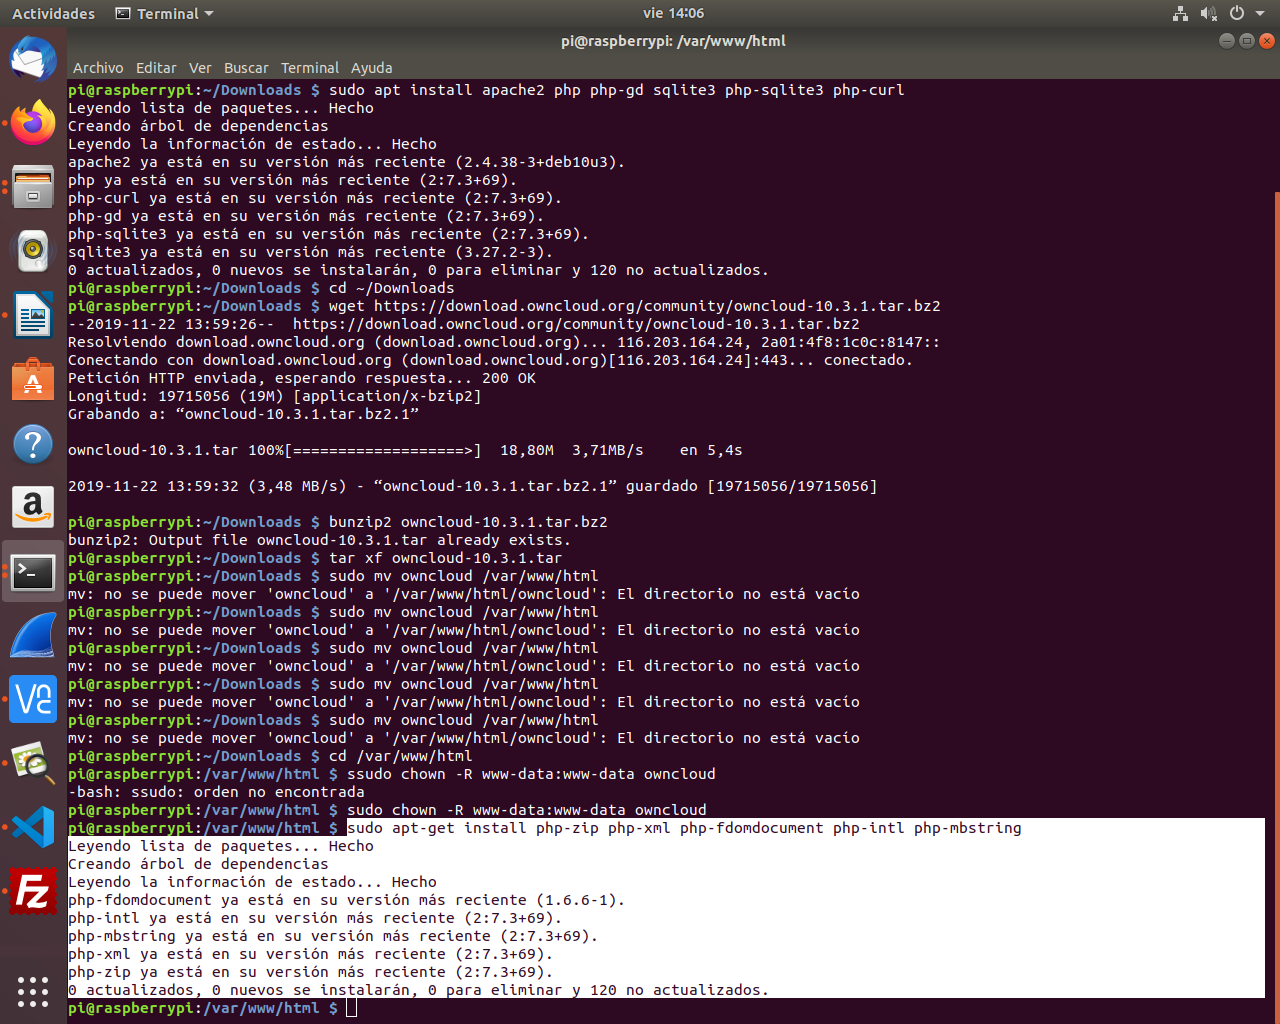 Actividades
Terminal
vie 14:06
pi@raspberrypi: /var/www/html
Archivo Editar Ver Buscar Terminal Ayuda
pi@raspberrypi:~/Downloads $ sudo apt install apache2 php php-gd sqlite3 php-sqlite3 php-curl
Leyendo lista de paquetes... Hecho
Creando árbol de dependencias
Leyendo la información de estado... Hecho
apache2 ya está en su versión más reciente (2.4.38-3+deb10u3).
php ya está en su versión más reciente (2:7.3+69).
php-curl ya está en su versión más reciente (2:7.3+69).
php-gd ya está en su versión más reciente (2:7.3+69).
php-sqlite3 ya está en su versión más reciente (2:7.3+69).
sqlite3 ya está en su versión más reciente (3.27.2-3).
0 actualizados, 0 nuevos se instalarán, 0 para eliminar y 120 no actualizados.
pi@raspberrypi:~/Downloads $ cd ~/Downloads
pi@raspberrypi:~/Downloads $ wget https://download.owncloud.org/community/owncloud-10.3.1.tar.bz2
--2019-11-22 13:59:26--  https://download.owncloud.org/community/owncloud-10.3.1.tar.bz2
Resolviendo download.owncloud.org (download.owncloud.org)... 116.203.164.24, 2a01:4f8:1c0c:8147::
Conectando con download.owncloud.org (download.owncloud.org)[116.203.164.24]:443... conectado.
Petición HTTP enviada, esperando respuesta... 200 OK
Longitud: 19715056 (19M) [application/x-bzip2]
Grabando a: “owncloud-10.3.1.tar.bz2.1”
owncloud-10.3.1.tar 100%[===================>]  18,80M  3,71MB/s    en 5,4s
2019-11-22 13:59:32 (3,48 MB/s) - “owncloud-10.3.1.tar.bz2.1” guardado [19715056/19715056]
pi@raspberrypi:~/Downloads $ bunzip2 owncloud-10.3.1.tar.bz2
bunzip2: Output file owncloud-10.3.1.tar already exists.
pi@raspberrypi:~/Downloads $ tar xf owncloud-10.3.1.tar
pi@raspberrypi:~/Downloads $ sudo mv owncloud /var/www/html
mv: no se puede mover 'owncloud' a '/var/www/html/owncloud': El directorio no está vacío
pi@raspberrypi:~/Downloads $ sudo mv owncloud /var/www/html
mv: no se puede mover 'owncloud' a '/var/www/html/owncloud': El directorio no está vacío
pi@raspberrypi:~/Downloads $ sudo mv owncloud /var/www/html
mv: no se puede mover 'owncloud' a '/var/www/html/owncloud': El directorio no está vacío
pi@raspberrypi:~/Downloads $ sudo mv owncloud /var/www/html
mv: no se puede mover 'owncloud' a '/var/www/html/owncloud': El directorio no está vacío
pi@raspberrypi:~/Downloads $ sudo mv owncloud /var/www/html
mv: no se puede mover 'owncloud' a '/var/www/html/owncloud': El directorio no está vacío
pi@raspberrypi:~/Downloads $ cd /var/www/html
pi@raspberrypi:/var/www/html $ ssudo chown -R www-data:www-data owncloud
-bash: ssudo: orden no encontrada
pi@raspberrypi:/var/www/html $ sudo chown -R www-data:www-data owncloud
pi@raspberrypi:/var/www/html $ sudo apt-get install php-zip php-xml php-fdomdocument php-intl php-mbstring
Leyendo lista de paquetes... Hecho
Creando árbol de dependencias
Leyendo la información de estado... Hecho
php-fdomdocument ya está en su versión más reciente (1.6.6-1).
php-intl ya está en su versión más reciente (2:7.3+69).
php-mbstring ya está en su versión más reciente (2:7.3+69).
php-xml ya está en su versión más reciente (2:7.3+69).
php-zip ya está en su versión más reciente (2:7.3+69).
0 actualizados, 0 nuevos se instalarán, 0 para eliminar y 120 no actualizados.
pi@raspberrypi:/var/www/html $